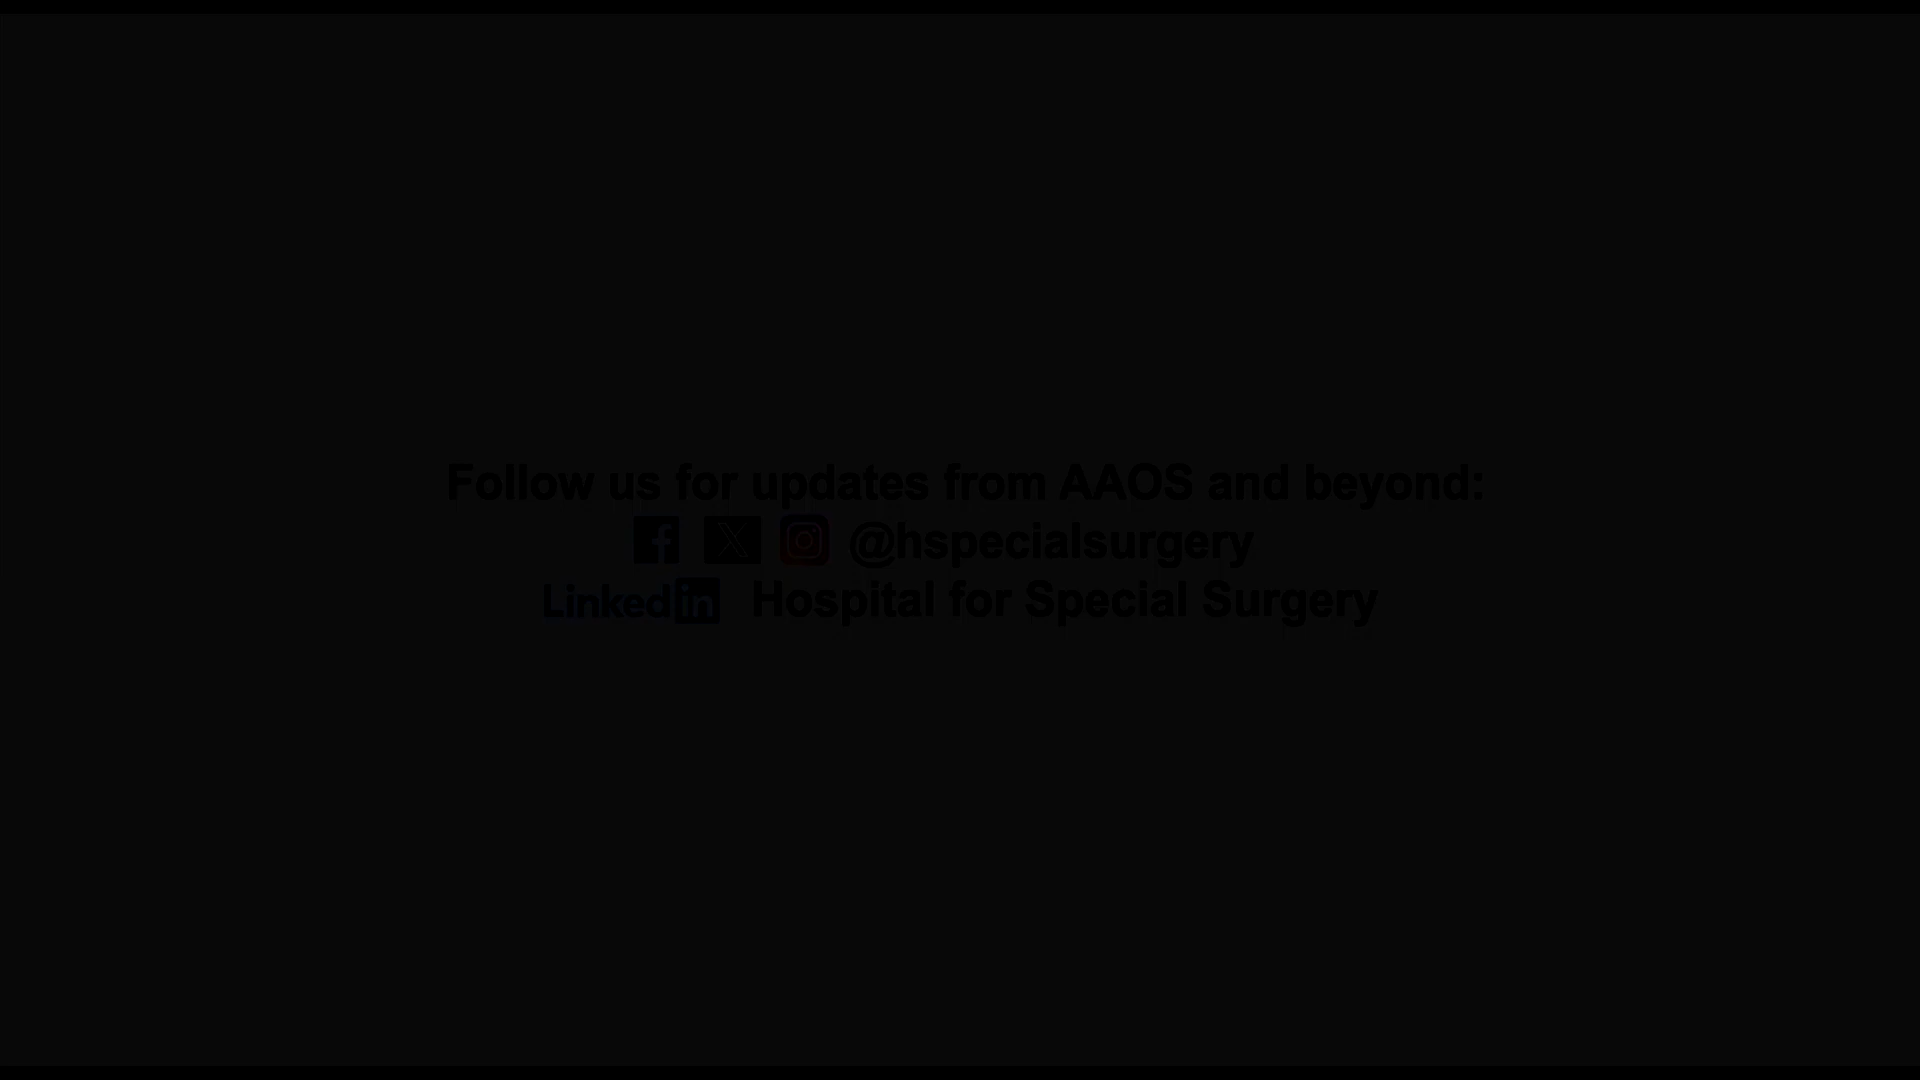 Follow us for updates from AAOS and beyond:
@hspecialsurgery
LinkedIn Hospital for Special Surgery